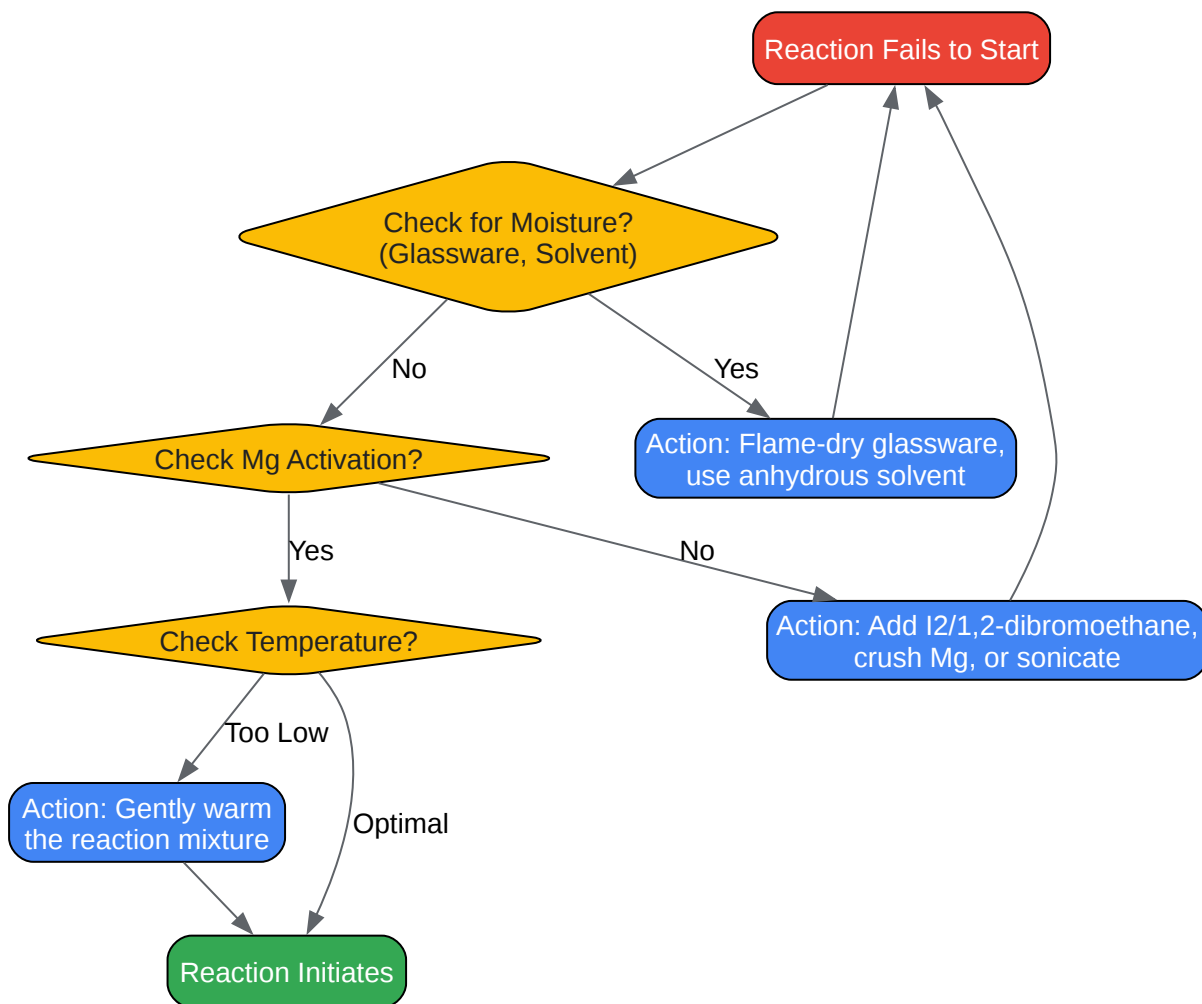 Reaction Fails to Start
Check for Moisture?
(Glassware, Solvent)
No
Yes
Action: Flame-dry glassware,
use anhydrous solvent
Check Mg Activation?
Yes
No
Action: Add I2/1,2-dibromoethane,
crush Mg, or sonicate
Check Temperature?
Too Low
Optimal
Action: Gently warm
the reaction mixture
Reaction Initiates